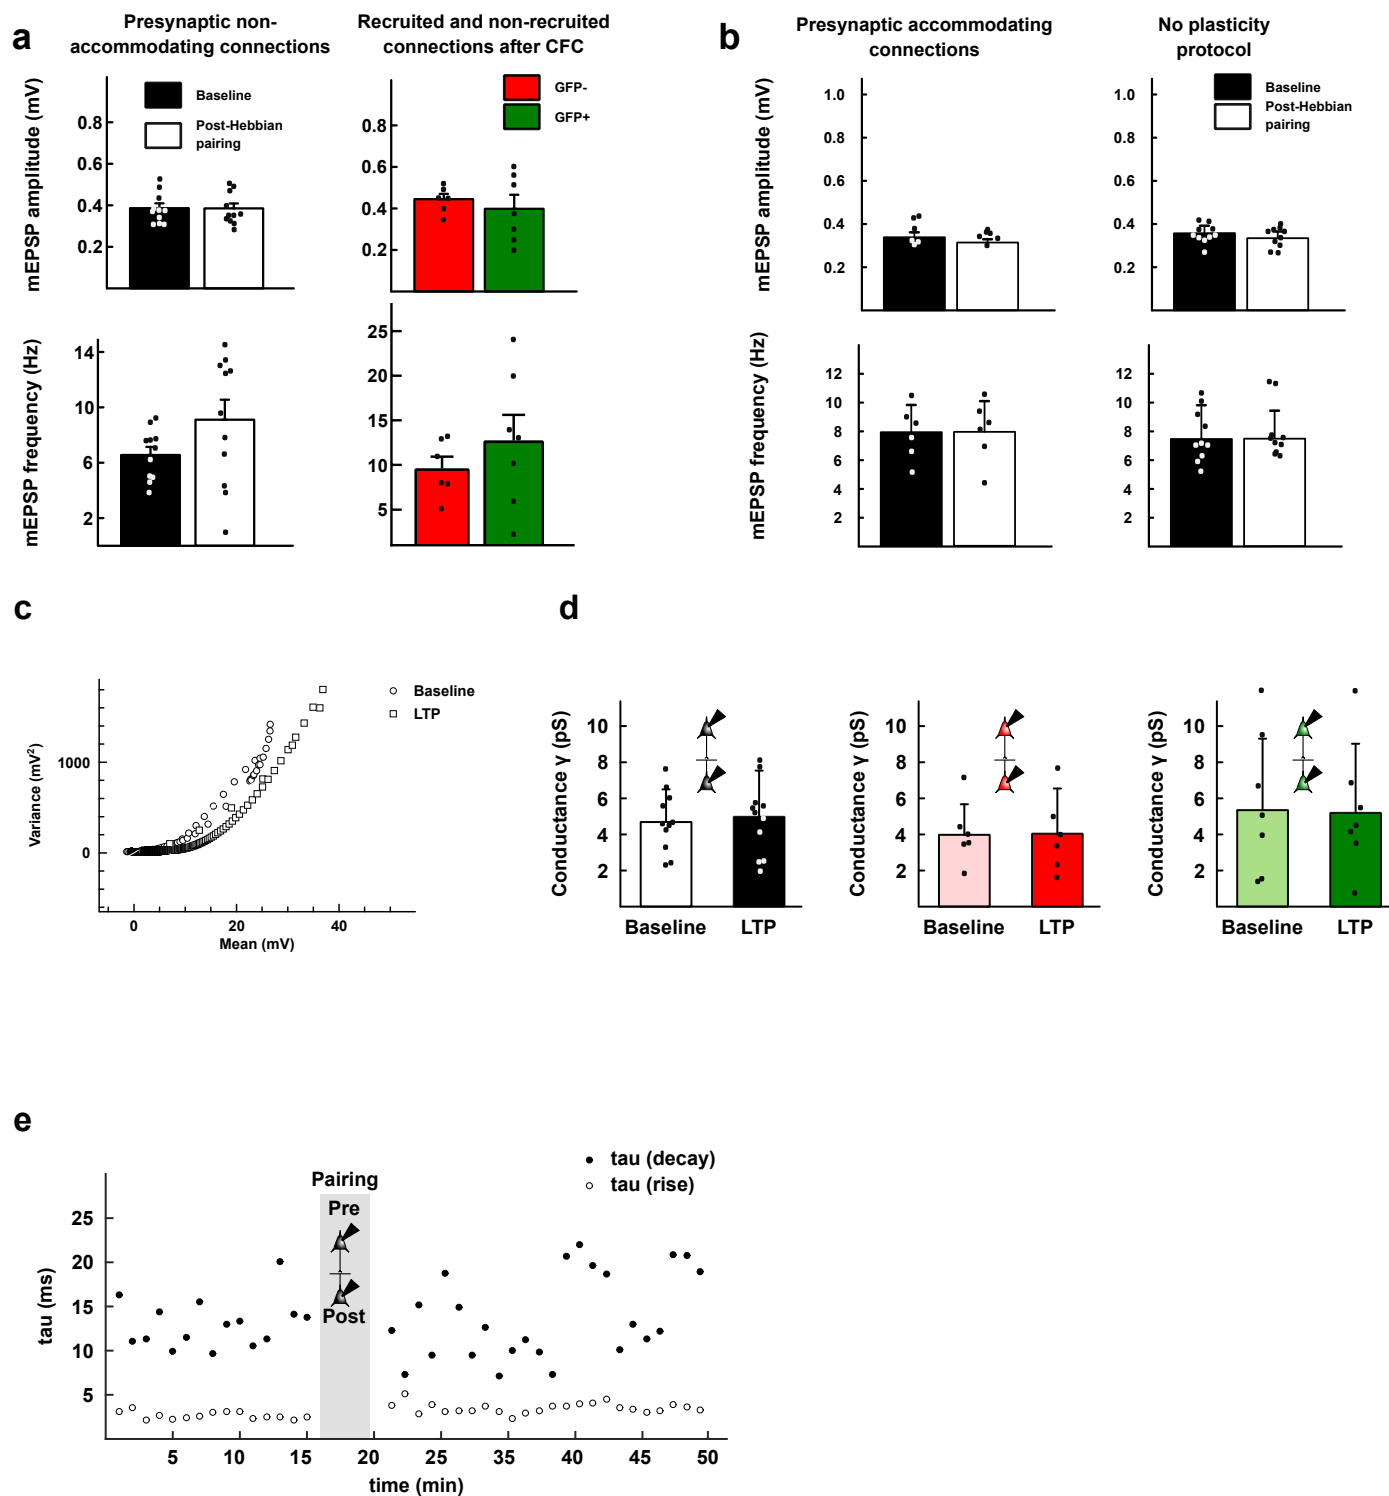 a
Presynaptic non-
accommodating connections
Recruited and non-recruited
connections after CFC
mEPSP amplitude (mV)
0.8
0.6
0.4
0.2
Baseline
Post-Hebbian
pairing
0.8
0.6
0.4
0.2
GFP-
GFP+
mEPSP frequency (Hz)
14
10
6
2
25
20
15
10
5
b
Presynaptic accommodating
connections
No plasticity
protocol
mEPSP amplitude (mV)
1.0
0.8
0.6
0.4
0.2
1.0
0.8
0.6
0.4
0.2
Baseline
Post-Hebbian
pairing
mEPSP frequency (Hz)
12
10
8
6
4
2
12
10
8
6
4
2
c
Variance (mV²)
1000
0
0
20
40
Mean (mV)
Baseline
LTP
d
Conductance γ (pS)
10
8
6
4
2
Baseline
LTP
Conductance γ (pS)
10
8
6
4
2
Baseline
LTP
Conductance γ (pS)
10
8
6
4
2
Baseline
LTP
e
tau (decay)
tau (rise)
Pairing
Pre
Post
tau (ms)
25
20
15
10
5
5
10
15
20
25
35
40
45
50
time (min)